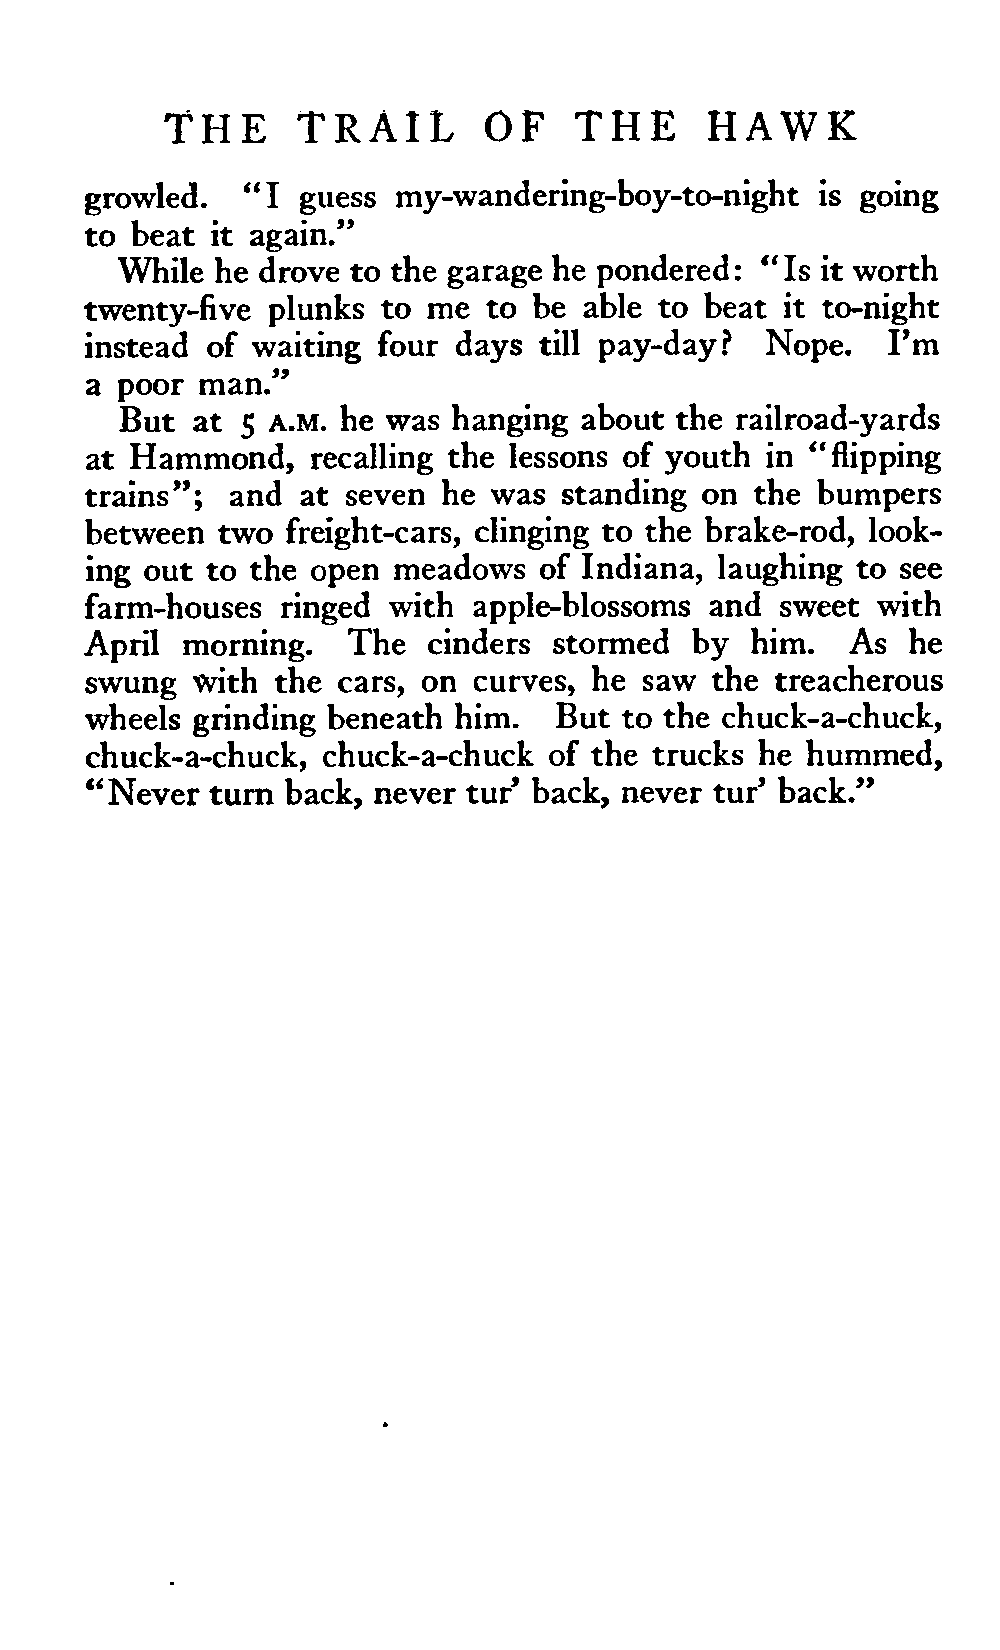 THE TRAIL OF THE HAWK
growled. "I guess my-wandering-boy-to-night is going
to beat it again."
While he drove to the garage he pondered: "Is it worth
twenty-five plunks to me to be able to beat it to-night
instead of waiting four days till pay-day? Nope. I'm
a poor man."
But at 5 A.M. he was hanging about the railroad-yards
at Hammond, recalling the lessons of youth in "flipping
trains"; and at seven he was standing on the bumpers
between two freight-cars, clinging to the brake-rod, look-
ing out to the open meadows of Indiana, laughing to see
farm-houses ringed with apple-blossoms and sweet with
April morning. The cinders stormed by him. As he
swung with the cars, on curves, he saw the treacherous
wheels grinding beneath him. But to the chuck-a-chuck,
chuck-a-chuck, chuck-a-chuck of the trucks he hummed,
"Never turn back, never tur' back, never tur' back."